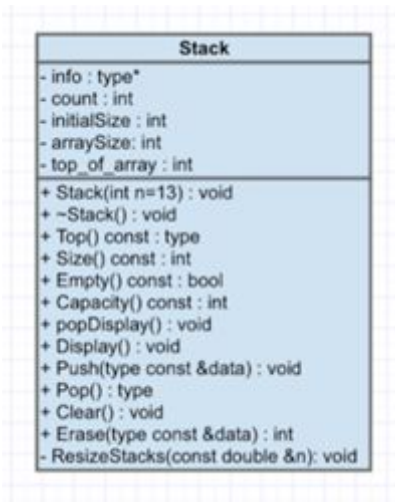 Stack
- info : type*
- count : int
- initialSize : int
- arraySize: int
- top_of_array : int
+ Stack(int n=13) : void
+ ~Stack() : void
+ Top() const : type
+ Size() const : int
+ Empty() const : bool
+ Capacity() const : int
+ popDisplay() : void
+ Display() : void
+ Push(type const &data) : void
+ Pop() : type
+ Clear() : void
+ Erase(type const &data) : int
- ResizeStacks(const double &n): void